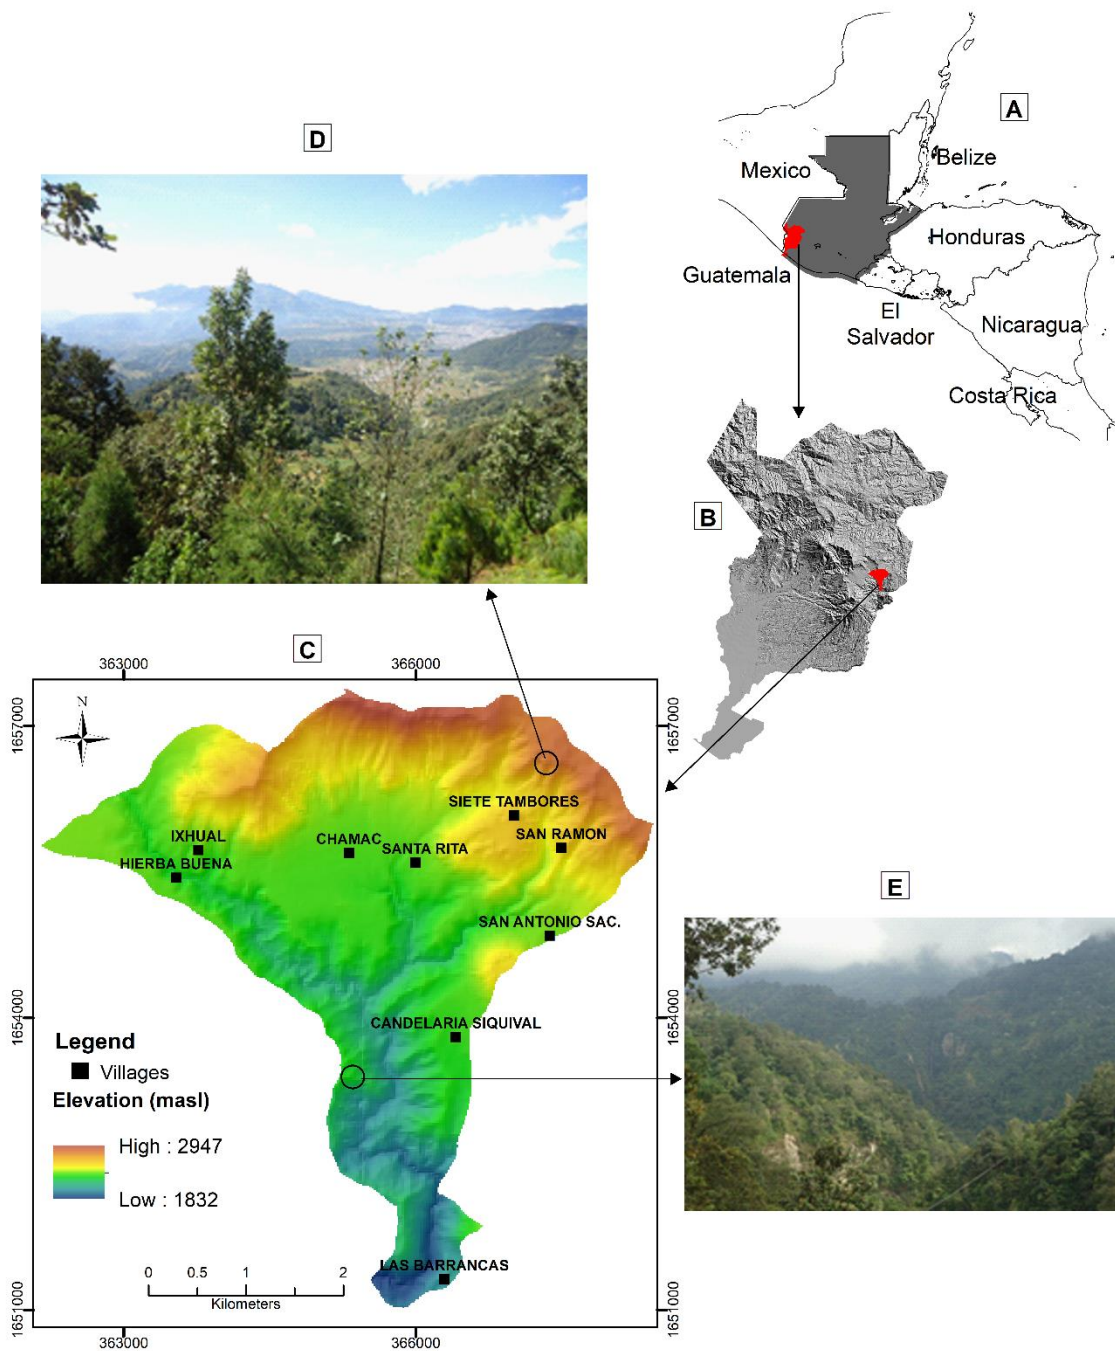 A
Mexico
Belize
Honduras
Guatemala
El
Salvador
Nicaragua
Costa Rica
D
B
C
363000
366000
N
1657000
1657000
SIETE TAMBORES
IXHUAL
CHAMAC
SANTA RITA
SAN RAMON
HIERBA BUENA
SAN ANTONIO SAC.
E
1654000
1654000
CANDELARIA SIQUIVAL
Legend
Villages
Elevation (masl)
High : 2947
Low : 1832
LAS BARRANCAS
0 0.5 1 2
Kilometers
1651000
1651000
363000
366000